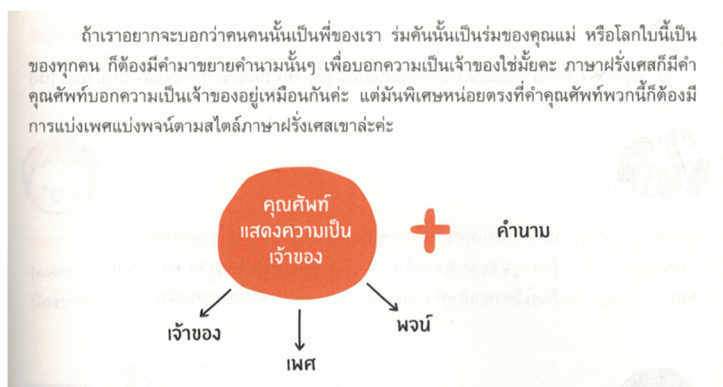 ถ้าเราอยากจะบอกว่าคนคนนั้นเป็นพี่ของเรา ร่มคันนั้นเป็นร่มของคุณแม่ หรือโลกใบนี้เป็น
ของทุกคน ก็ต้องมีคำมาขยายคำนามนั้นๆ เพื่อบอกความเป็นเจ้าของใช่มั้ยคะ ภาษาฝรั่งเศสก็มีคำ
คุณศัพท์บอกความเป็นเจ้าของอยู่เหมือนกันค่ะ แต่มันพิเศษหน่อยตรงที่คำคุณศัพท์พวกนี้ก็ต้องมี
การแบ่งเพศแบ่งพจน์ตามสไตล์ภาษาฝรั่งเศสเขาล่ะค่ะ
คุณศัพท์
แสดงความเป็น
เจ้าของ
+
คำนาม
เจ้าของ
เพศ
พจน์